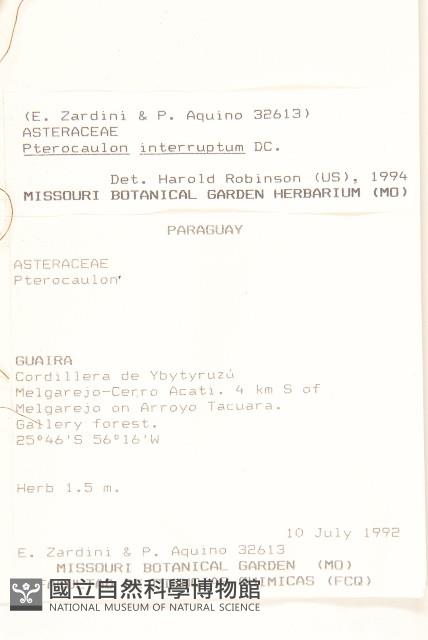 (E. Zardini & P. Aquino 32613)
ASTERACEAE
Pterocaulon interruptum DC.
Det. Harold Robinson (US), 1994
MISSOURI BOTANICAL GARDEN HERBARIUM (MO)
PARAGUAY
ASTERACEAE
Pterocaulon
GUAIRA
Cordillera de Ybytyruzú
Melgarejo-Cerro Acati. 4 km S of
Melgarejo on Arroyo Tacuara.
Gallery forest.
25°46'S 56°16'W
Herb 1.5 m.
10 July 1992
E. Zardini & P. Aquino 32613
MISSOURI BOTANICAL GARDEN (MO)
QUIMICAS (FCQ)
國立自然科學博物館
NATIONAL MUSEUM OF NATURAL SCIENCE